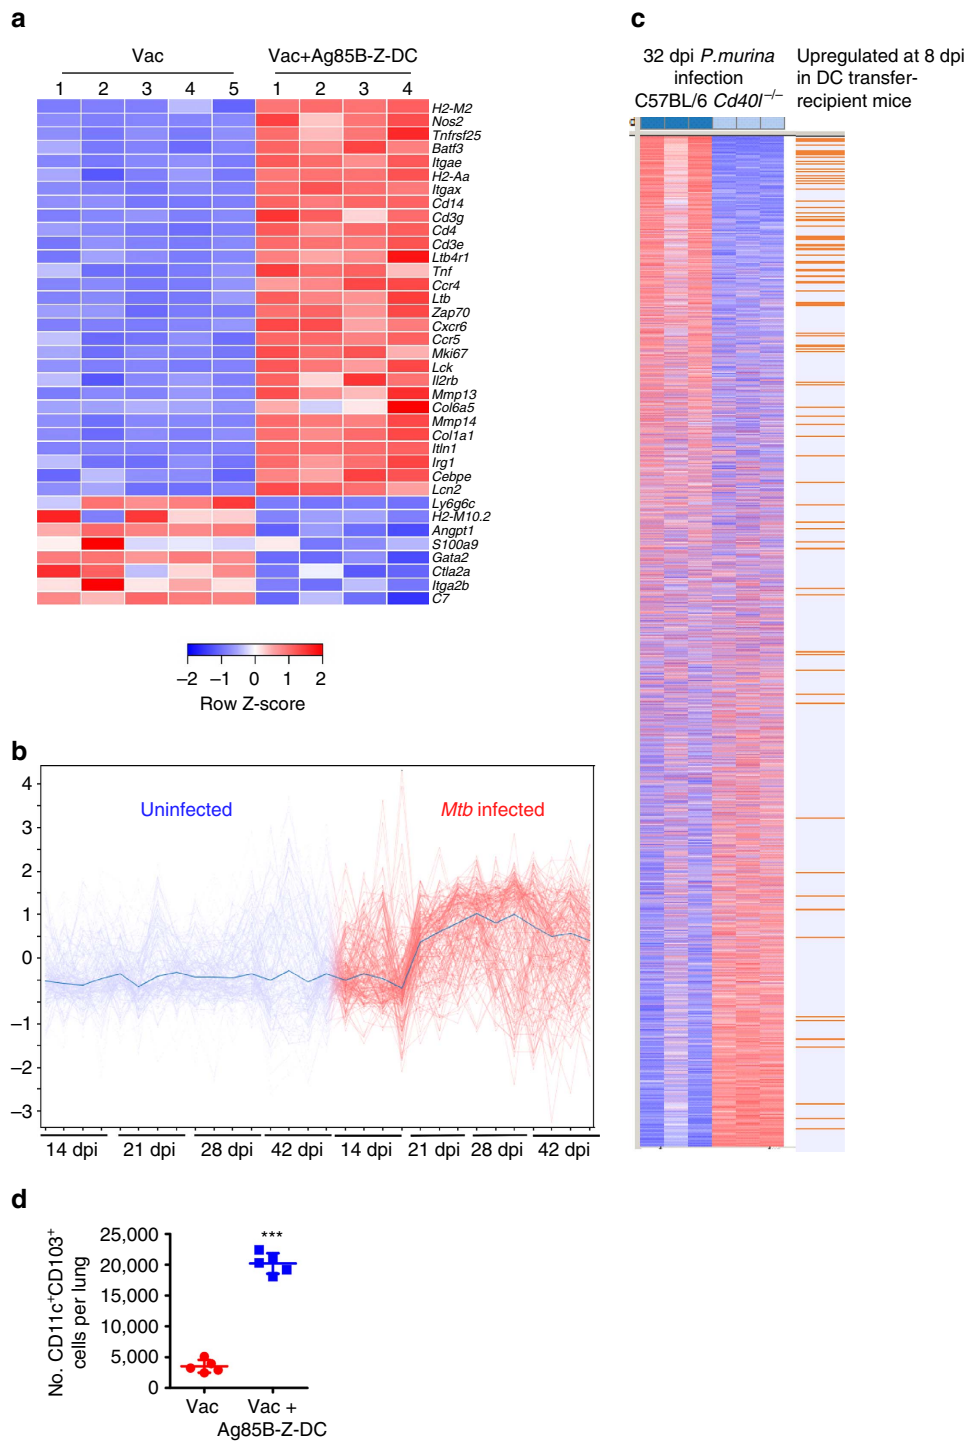 a
Vac
Vac+Ag85B-Z-DC
1 2 3 4 5 1 2 3 4
H2-M2
Nos2
Tnfrsf25
Batf3
Itgae
H2-Aa
Itgax
Cd14
Cd3g
Cd4
Cd3e
Ltb4r1
Tnf
Ccr4
Ltb
Zap70
Cxcr6
Ccr5
Mki67
Lck
Il2rb
Mmp13
Col6a5
Mmp14
Col1a1
Itln1
Irg1
Cebpe
Lcn2
Ly6g6c
H2-M10.2
Angpt1
S100a9
Gata2
Ctla2a
Itga2b
C7
–2 –1 0 1 2
Row Z-score
b
4
3
2
1
0
–1
–2
–3
Uninfected
Mtb infected
14 dpi 21 dpi 28 dpi 42 dpi 14 dpi 21 dpi 28 dpi 42 dpi
c
32 dpi P.murina
infection
C57BL/6 Cd40l–/–
Upregulated at 8 dpi
in DC transfer-
recipient mice
d
No. CD11c+CD103+
cells per lung
25,000
20,000
15,000
10,000
5,000
0
***
Vac
Vac +
Ag85B-Z-DC